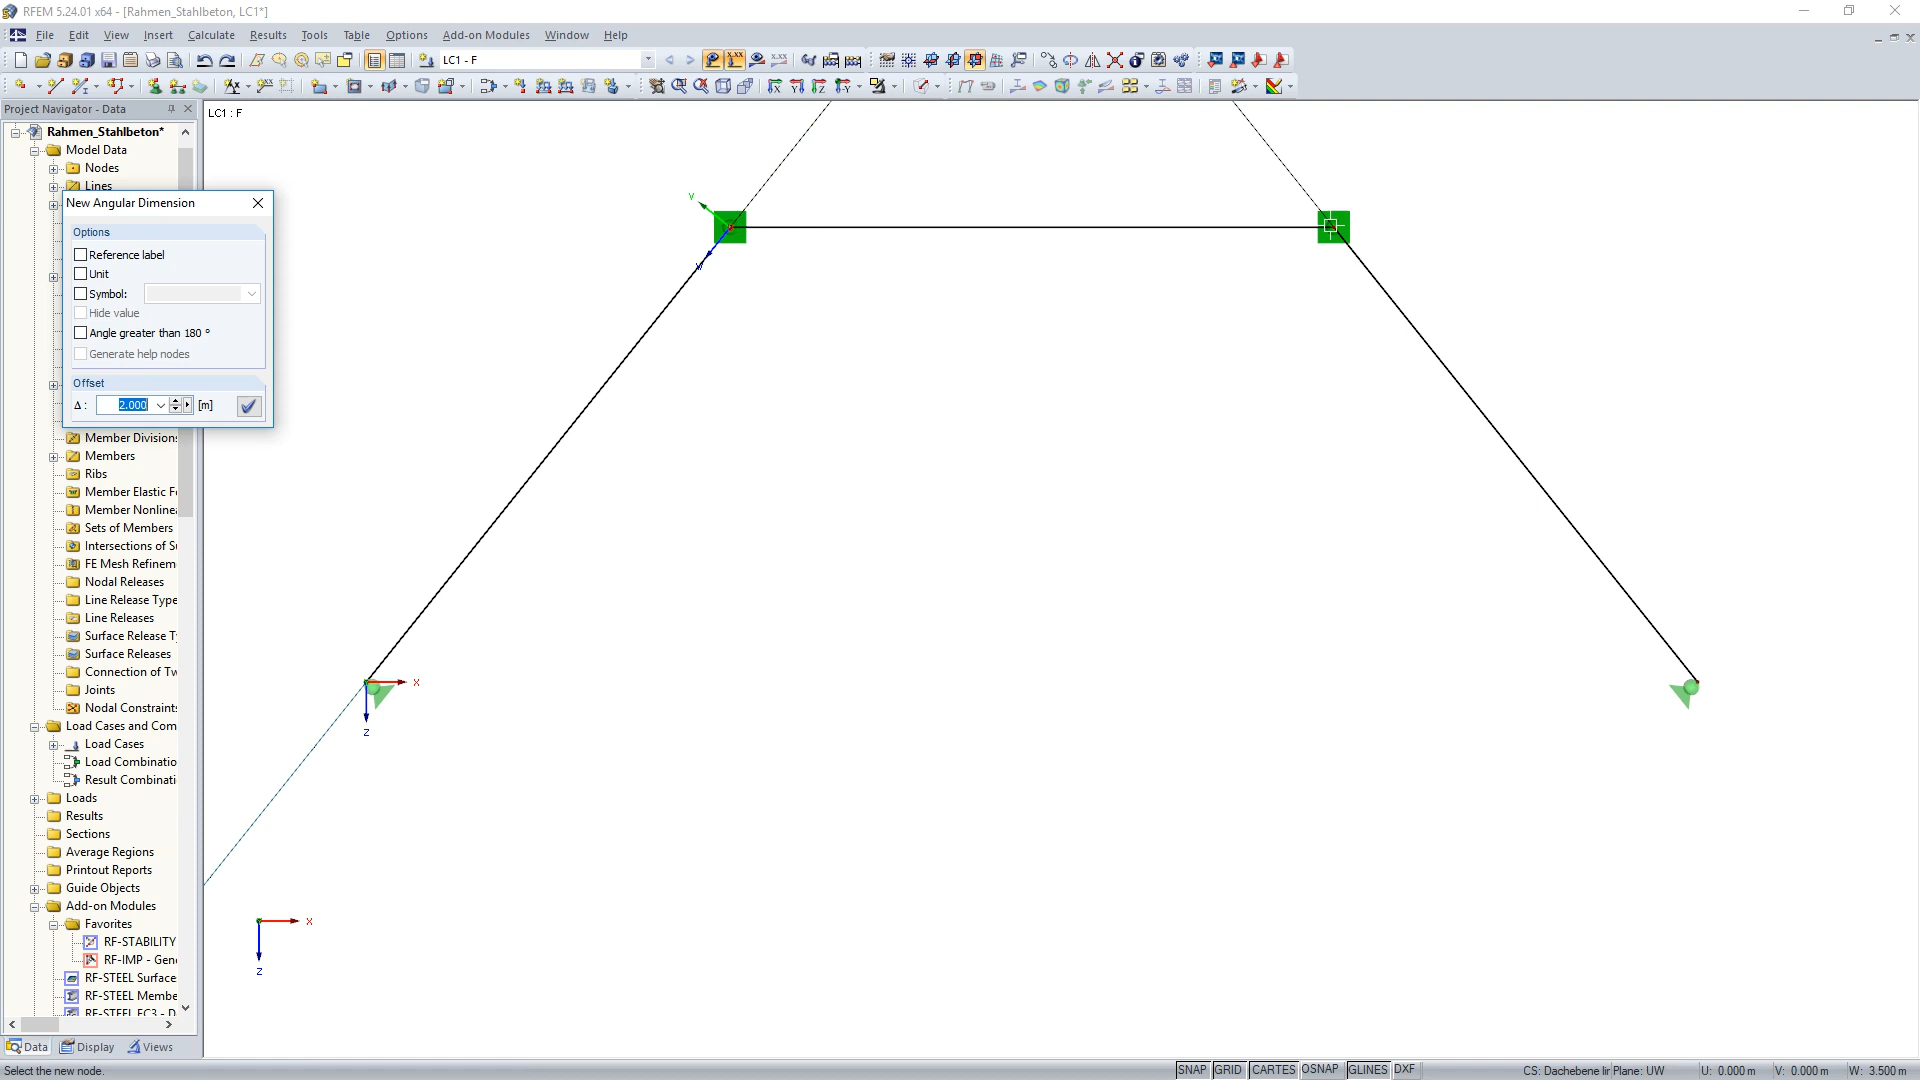 RFEM 5.24.01 x64 - [Rahmen_Stahlbeton, LC1*]
File Edit View Insert Calculate Results Tools Table Options Add-on Modules Window Help
LC1 - F
Project Navigator - Data
LC1 : F
Rahmen_Stahlbeton*
Model Data
Nodes
Lines
New Angular Dimension
Options
Reference label
Unit
Symbol:
Hide value
Angle greater than 180 °
Generate help nodes
Offset
Δ : 2.000 [m]
Member Divisions
Members
Ribs
Member Elastic F
Member Nonline
Sets of Members
Intersections of S
FE Mesh Refinem
Nodal Releases
Line Release Type
Line Releases
Surface Release T
Surface Releases
Connection of Tw
Joints
Nodal Constraints
Load Cases and Com
Load Cases
Load Combinatio
Result Combinati
Loads
Results
Sections
Average Regions
Printout Reports
Guide Objects
Add-on Modules
Favorites
RF-STABILITY
RF-IMP - Gen
RF-STEEL Surface
RF-STEEL Membe
RF-STEEL EC3 - D
Data Display Views
X
Z
X
Z
Select the new node.
SNAP GRID CARTES OSNAP GLINES DXF
CS: Dachebene lir Plane: UW
U: 0.000 m V: 0.000 m W: 3.500 m